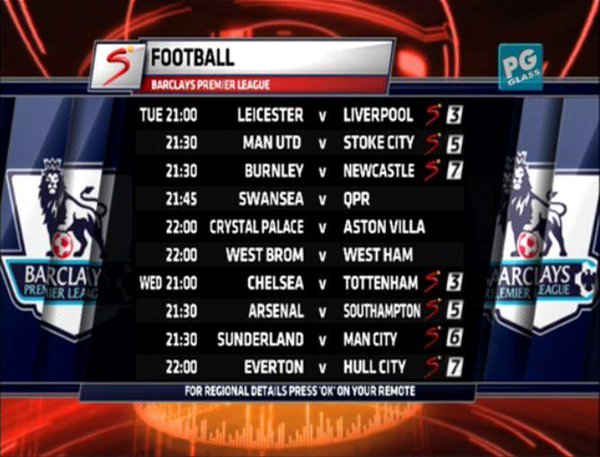 FOOTBALL
BARCLAYS PREMIER LEAGUE
PG
GLASS
TUE 21:00 LEICESTER v LIVERPOOL S 3
21:30 MAN UTD v STOKE CITY S 5
21:30 BURNLEY v NEWCASTLE S 7
21:45 SWANSEA v QPR
22:00 CRYSTAL PALACE v ASTON VILLA
22:00 WEST BROM v WEST HAM
WED 21:00 CHELSEA v TOTTENHAM S 3
21:30 ARSENAL v SOUTHAMPTON S 5
21:30 SUNDERLAND v MAN CITY S 6
22:00 EVERTON v HULL CITY S 7
BARCLAY
PREMIER LEAG
BARCLAYS
PREMIER LEAGUE
FOR REGIONAL DETAILS PRESS 'OK' ON YOUR REMOTE